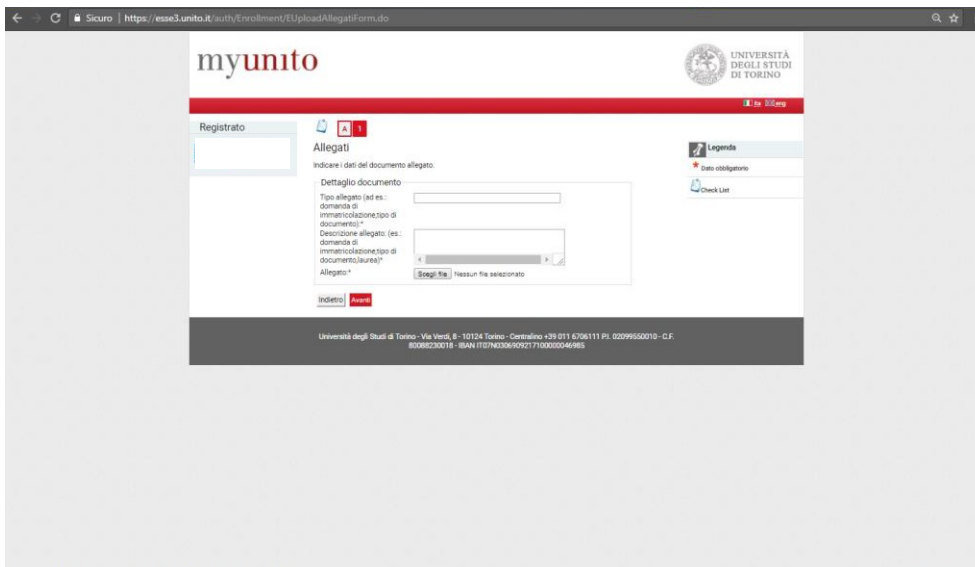 Sicuro | https://esse3.unito.it/auth/Enrollment/EUploadAllegatiForm.do
myunito
UNIVERSITÀ
DEGLI STUDI
DI TORINO
ita eng
Registrato
A 1
Allegati
Indicare i dati del documento allegato.
Dettaglio documento
Tipo allegato (ad es.:
domanda di
immatricolazione,tipo di
documento):*
Descrizione allegato: (es.:
domanda di
immatricolazione,tipo di
documento,laurea)*
Allegato:*
Scegli file Nessun file selezionato
Indietro Avanti
Legenda
* Dato obbligatorio
Check List
Università degli Studi di Torino - Via Verdi, 8 - 10124 Torino - Centralino +39 011 6706111 P.I. 02099550010 - C.F.
80088230018 - IBAN IT07N0306909217100000046985